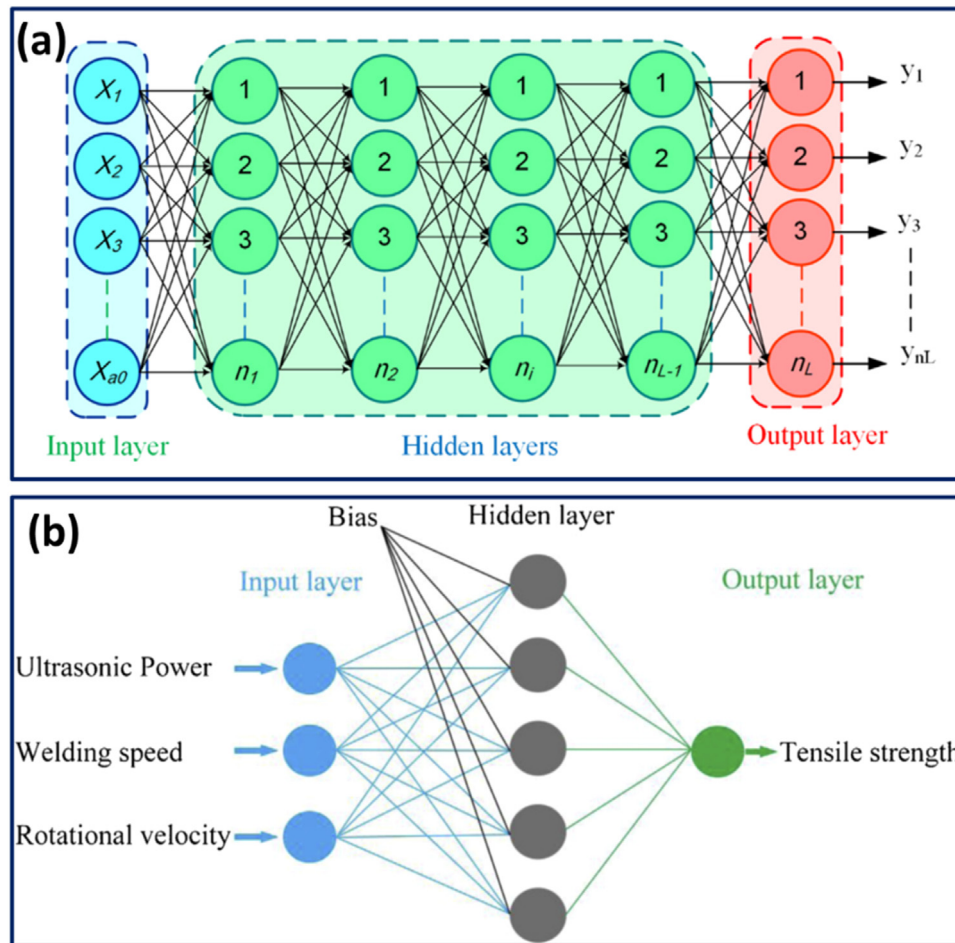 (a)
X1 1 1 1 1 1 y1
X2 2 2 2 2 2 y2
X3 3 3 3 3 3 y3
Xa0 n1 n2 ni nL-1 nL ynL
Input layer Hidden layers Output layer
(b)
Bias Hidden layer
Input layer Output layer
Ultrasonic Power
Welding speed Tensile strength
Rotational velocity